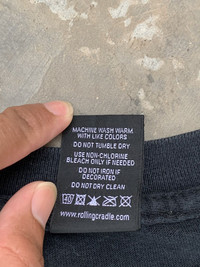 MACHINE WASH WARM
WITH LIKE COLORS
DO NOT TUMBLE DRY
USE NON-CHLORINE
BLEACH ONLY IF NEEDED
DO NOT IRON IF
DECORATED
DO NOT DRY CLEAN
40
www.rollingcradle.com